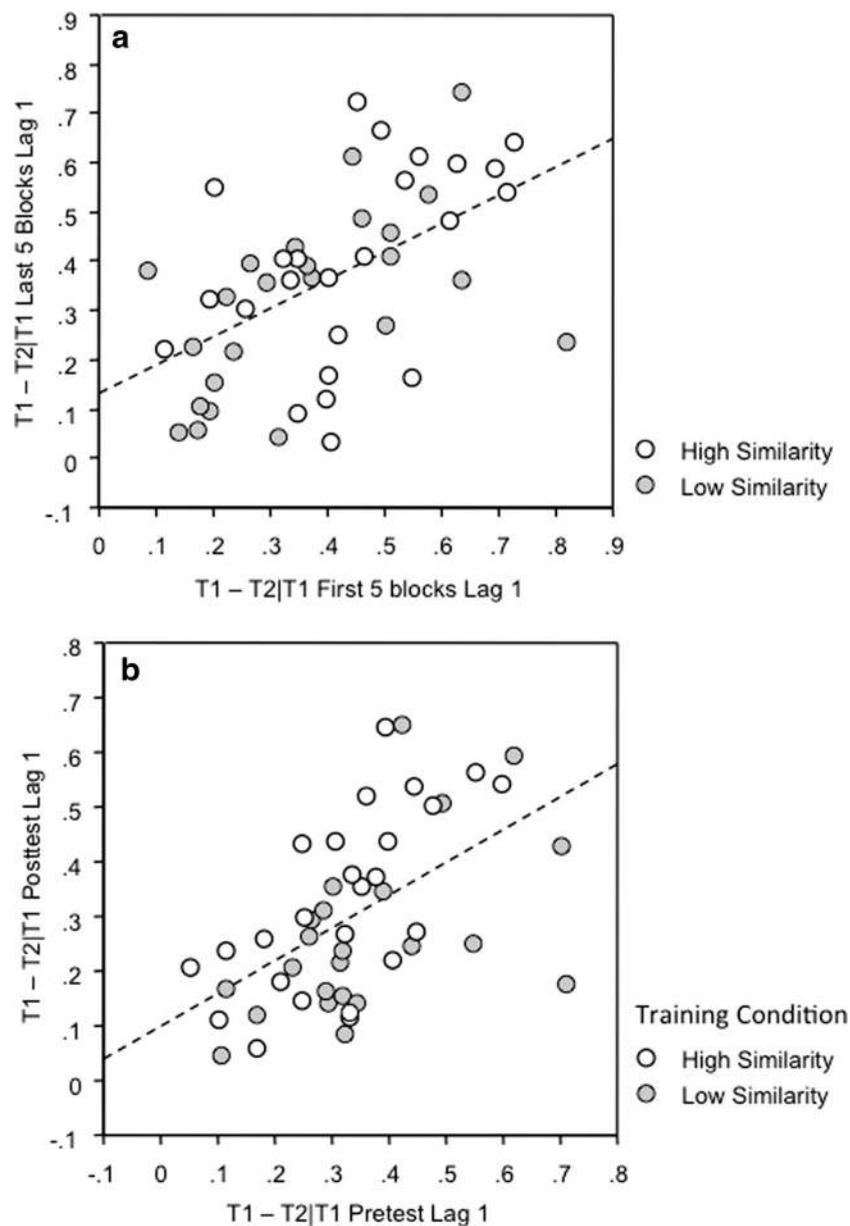 a
.9
.8
.7
.6
.5
.4
.3
.2
.1
0
-.1
T1 – T2|T1 Last 5 Blocks Lag 1
0 .1 .2 .3 .4 .5 .6 .7 .8 .9
T1 – T2|T1 First 5 blocks Lag 1
High Similarity
Low Similarity
b
.8
.7
.6
.5
.4
.3
.2
.1
0
-.1
T1 – T2|T1 Posttest Lag 1
-.1 0 .1 .2 .3 .4 .5 .6 .7 .8
T1 – T2|T1 Pretest Lag 1
Training Condition
High Similarity
Low Similarity